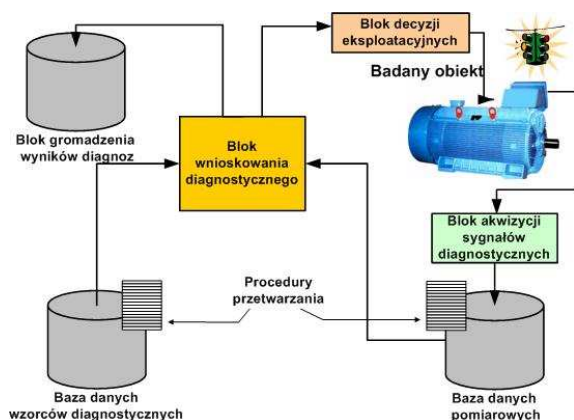 Blok decyzji
eksploatacyjnych
Badany obiekt
Blok gromadzenia
wyników diagnoz
Blok
wnioskowania
diagnostycznego
Blok akwizycji
sygnałów
diagnostycznych
Procedury
przetwarzania
Baza danych
wzorców diagnostycznych
Baza danych
pomiarowych